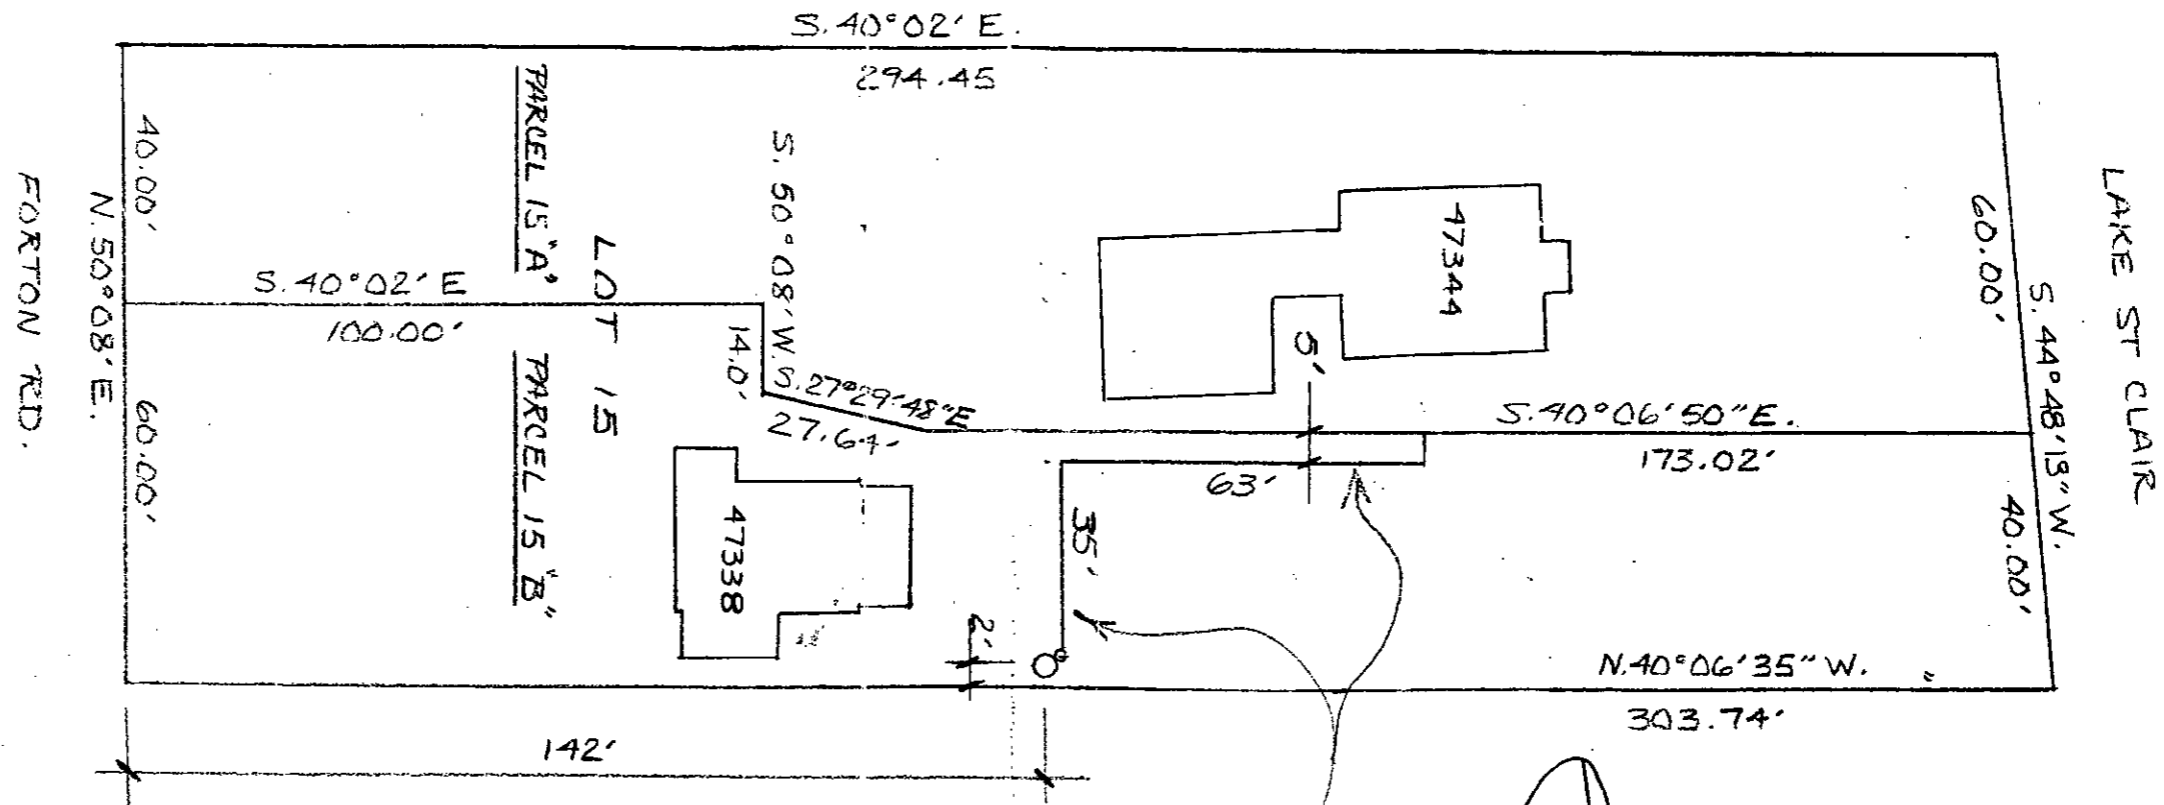 S. 40°02' E.
294.45
LAKE ST CLAIR
S. 44°48'13" W.
60.00'
40.00'
FORTON RD.
N. 50°08' E.
40.00'
60.00'
PARCEL 15 "A"
LOT 15
PARCEL 15 "B"
S. 40°02' E
100.00'
S. 50°08' W.
14.0'
S. 27°29'48" E
27.64'
47344
5'
S. 40°06'50" E.
173.02'
63'
35'
47338
2'
N. 40°06'35" W.
303.74'
142'